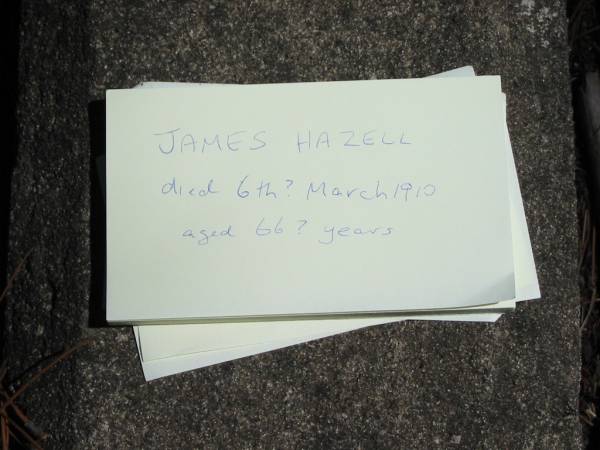 JAMES HAZELL
died 6th? March 1910
aged 66? years